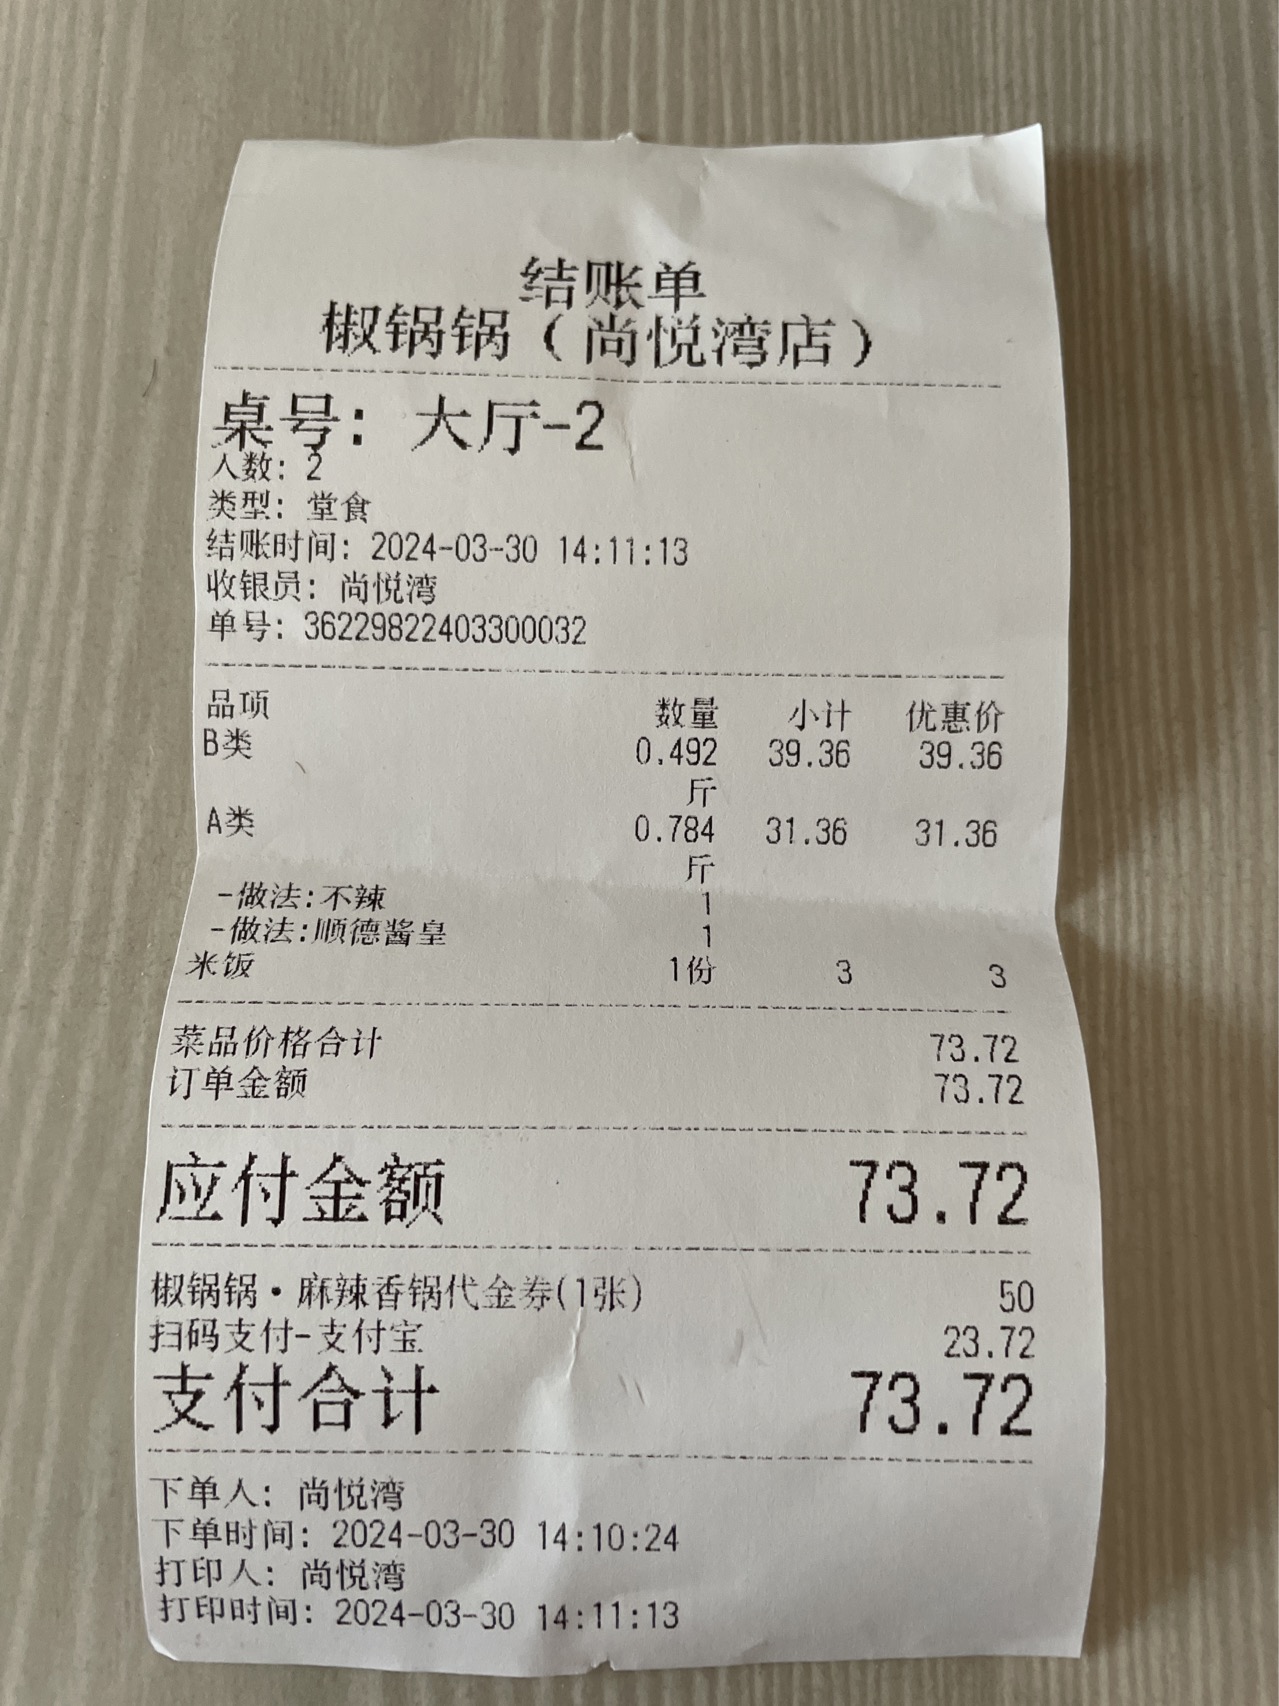 结账单
椒锅锅（尚悦湾店）
桌号: 大厅-2
人数: 2
类型: 堂食
结账时间: 2024-03-30 14:11:13
收银员: 尚悦湾
单号: 36229822403300032
品项 数量 小计 优惠价
B类 0.492 39.36 39.36
斤
A类 0.784 31.36 31.36
斤
-做法:不辣 1
-做法:顺德酱皇 1
米饭 1份 3 3
菜品价格合计 73.72
订单金额 73.72
应付金额 73.72
椒锅锅•麻辣香锅代金券(1张) 50
扫码支付-支付宝 23.72
支付合计 73.72
下单人: 尚悦湾
下单时间: 2024-03-30 14:10:24
打印人: 尚悦湾
打印时间: 2024-03-30 14:11:13